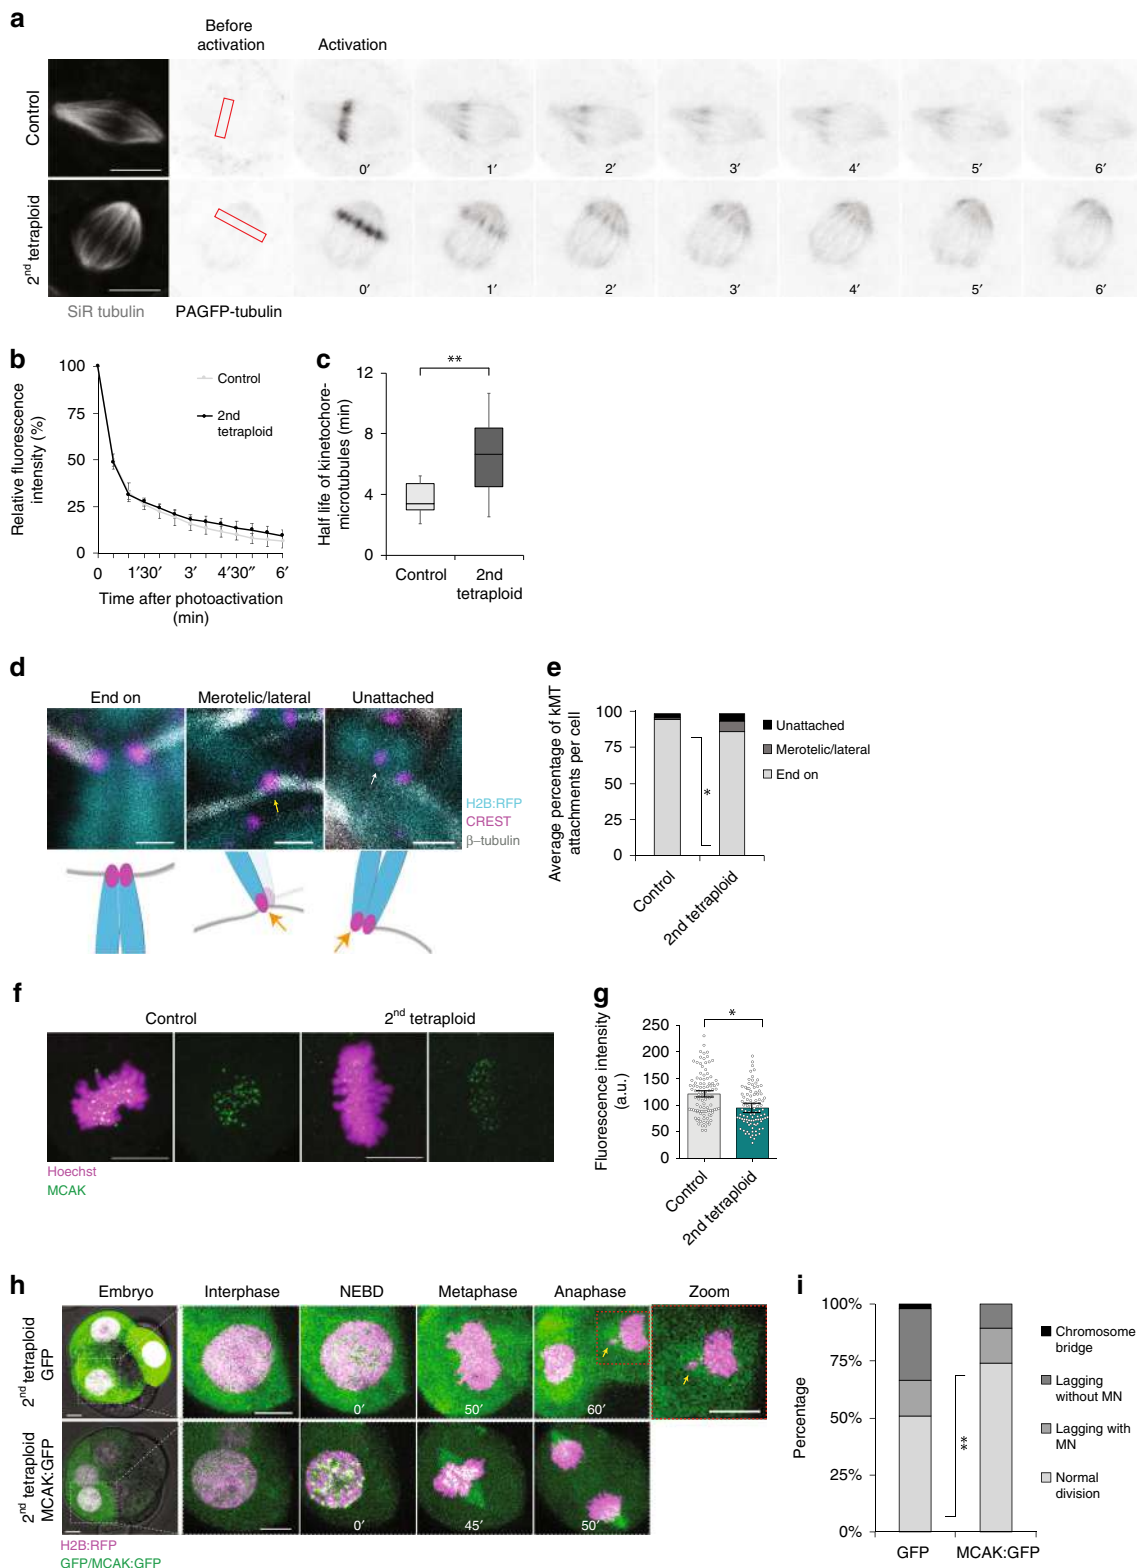 a
Before activation
Activation
Control
0′ 1′ 2′ 3′ 4′ 5′ 6′
2nd tetraploid
0′ 1′ 2′ 3′ 4′ 5′ 6′
SiR tubulin
PAGFP-tubulin
b
Relative fluorescence intensity (%)
100
75
50
25
0
Control
2nd tetraploid
0 1′30′ 3′ 4′30″ 6′
Time after photoactivation (min)
c
Half life of kinetochore-microtubules (min)
12
8
4
0
**
Control
2nd tetraploid
d
End on
Merotelic/lateral
Unattached
H2B:RFP
CREST
β–tubulin
e
Average percentage of kMT attachments per cell
100
75
50
25
0
*
Unattached
Merotelic/lateral
End on
Control
2nd tetraploid
f
Control
2nd tetraploid
Hoechst
MCAK
g
Fluorescence intensity (a.u.)
250
200
150
100
50
0
*
Control
2nd tetraploid
h
Embryo
Interphase
NEBD
Metaphase
Anaphase
Zoom
2nd tetraploid GFP
0′ 50′ 60′
2nd tetraploid MCAK:GFP
0′ 45′ 50′
H2B:RFP
GFP/MCAK:GFP
i
Percentage
100%
75%
50%
25%
0%
**
Chromosome bridge
Lagging without MN
Lagging with MN
Normal division
GFP
MCAK:GFP